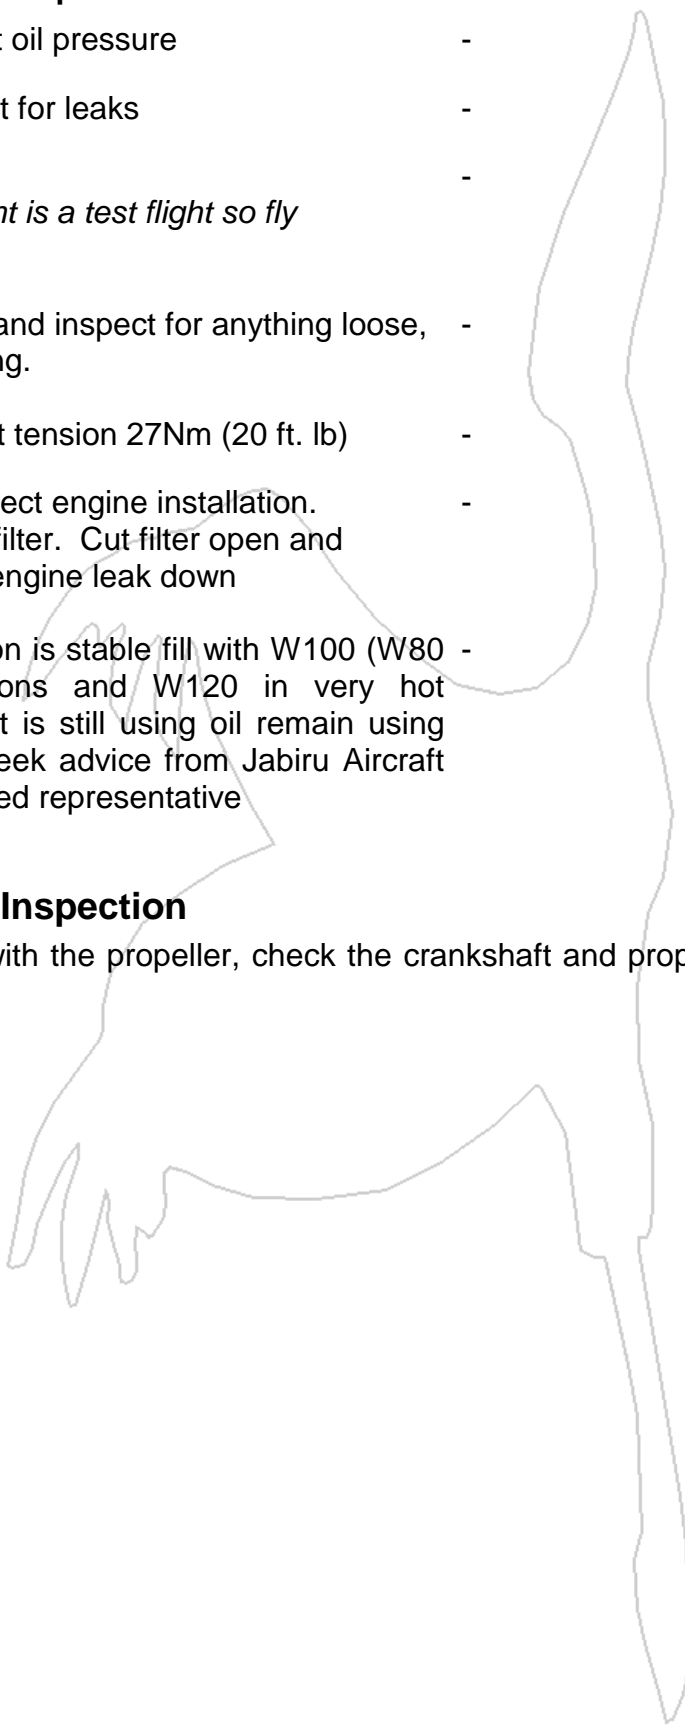 t oil pressure -
t for leaks -
-
nt is a test flight so fly
and inspect for anything loose, -
ng.
t tension 27Nm (20 ft. lb) -
ect engine installation. -
filter. Cut filter open and
engine leak down
on is stable fill with W100 (W80 -
ons and W120 in very hot
t is still using oil remain using
eek advice from Jabiru Aircraft
ed representative
Inspection
with the propeller, check the crankshaft and prop